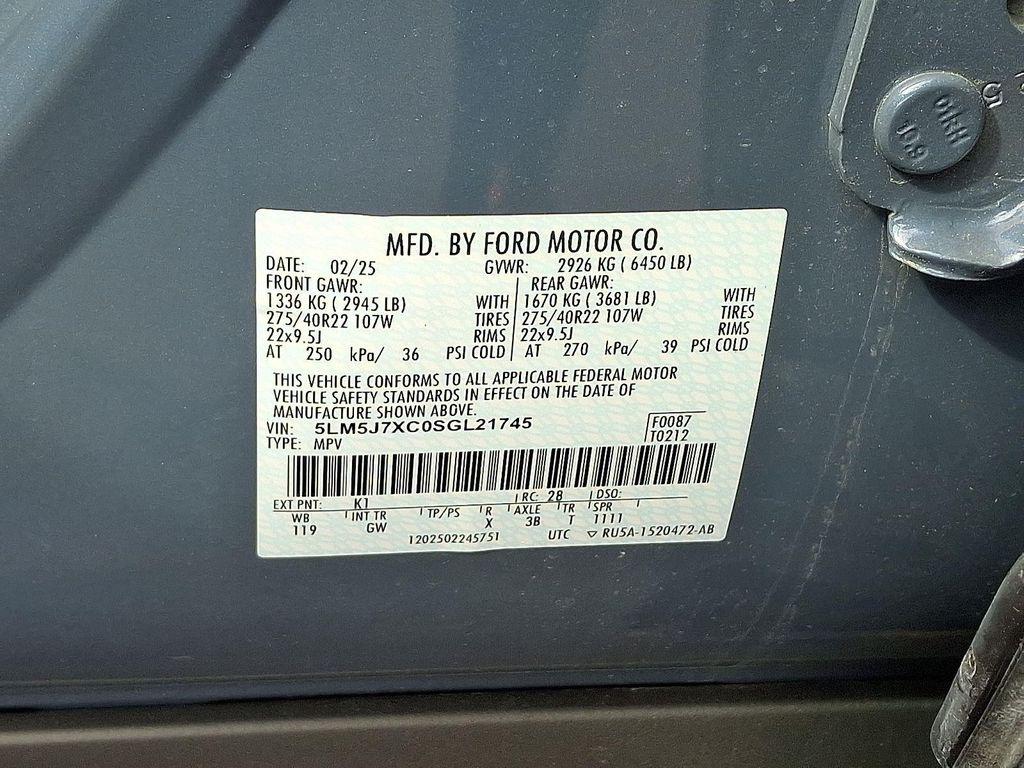 MFD. BY FORD MOTOR CO.
DATE: 02/25 GVWR: 2926 KG ( 6450 LB)
FRONT GAWR: REAR GAWR:
1336 KG ( 2945 LB) WITH 1670 KG ( 3681 LB) WITH
275/40R22 107W TIRES 275/40R22 107W TIRES
22x9.5J RIMS 22x9.5J RIMS
AT 250 kPa/ 36 PSI COLD AT 270 kPa/ 39 PSI COLD
THIS VEHICLE CONFORMS TO ALL APPLICABLE FEDERAL MOTOR
VEHICLE SAFETY STANDARDS IN EFFECT ON THE DATE OF
MANUFACTURE SHOWN ABOVE.
VIN: 5LM5J7XC0SGL21745 F0087
TYPE: MPV T0212
EXT PNT: K1 RC: 28 DSO:
WB INT TR TP/PS R AXLE TR SPR
119 GW X 3B T 1111
1202502245751 UTC ▽ RU5A-1520472-AB